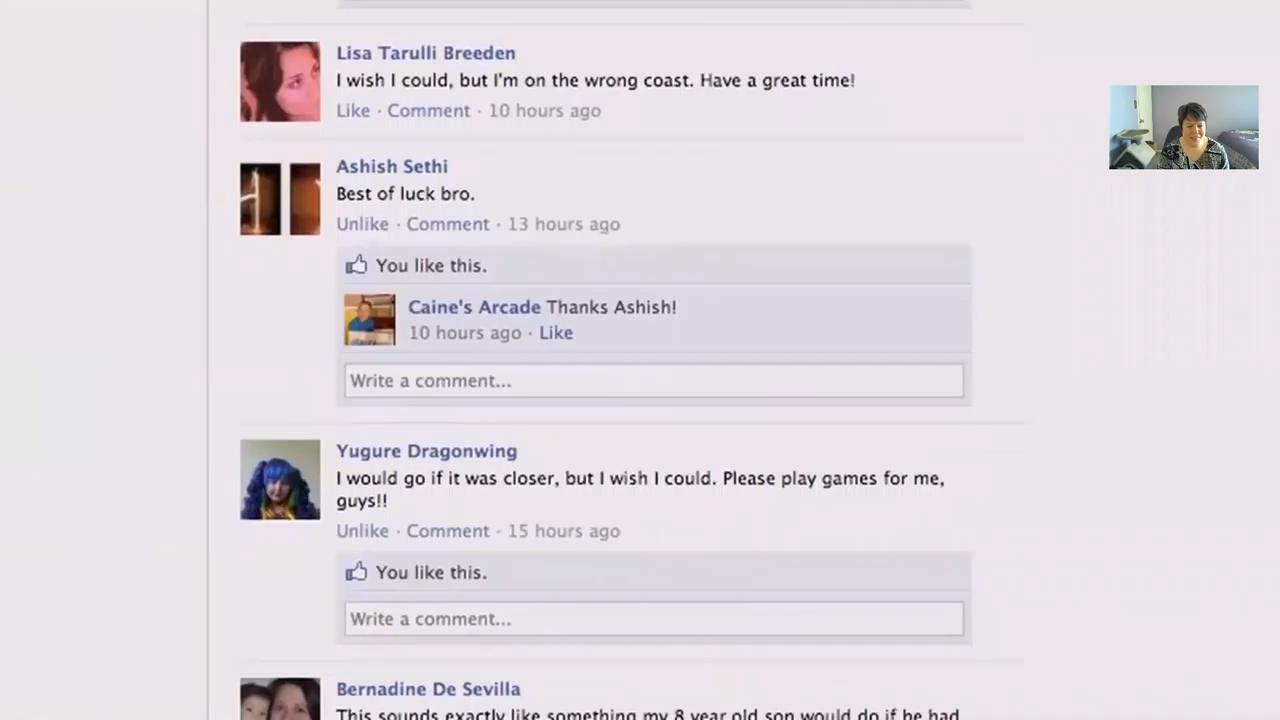 Lisa Tarulli Breeden
I wish I could, but I'm on the wrong coast. Have a great time!
Like · Comment · 10 hours ago
Ashish Sethi
Best of luck bro.
Unlike · Comment · 13 hours ago
You like this.
Caine's Arcade Thanks Ashish!
10 hours ago · Like
Write a comment...
Yugure Dragonwing
I would go if it was closer, but I wish I could. Please play games for me,
guys!!
Unlike · Comment · 15 hours ago
You like this.
Write a comment...
Bernadine De Sevilla
This sounds exactly like something my 8 year old son would do if he had